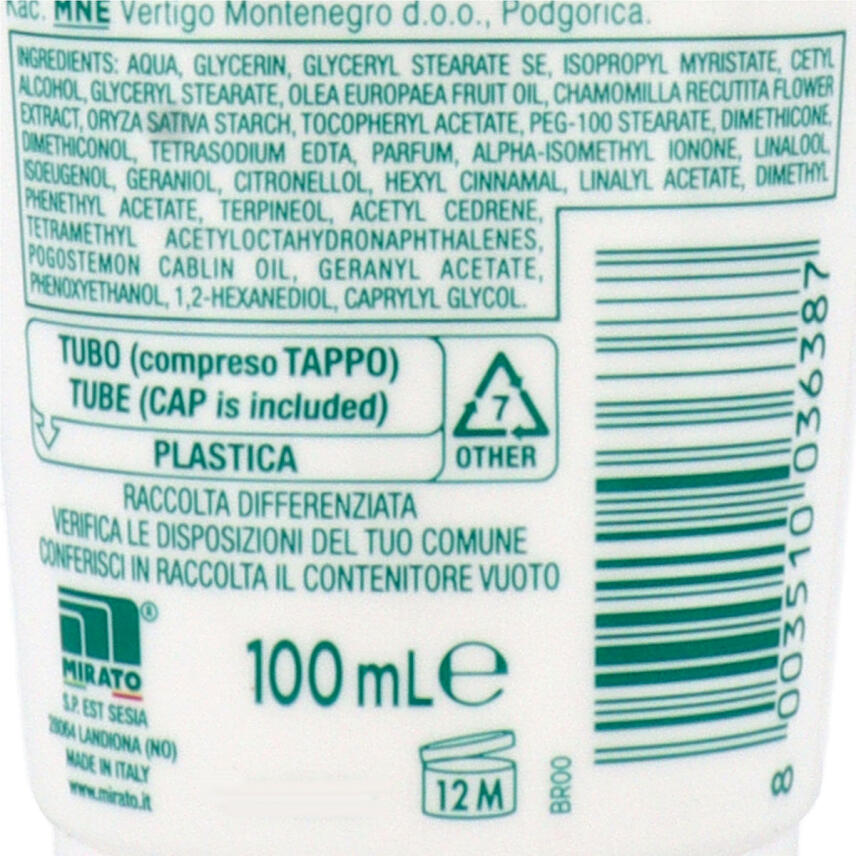 Kac. MNE Vertigo Montenegro d.o.o., Podgorica.
INGREDIENTS: AQUA, GLYCERIN, GLYCERYL STEARATE SE, ISOPROPYL MYRISTATE, CETYL
ALCOHOL, GLYCERYL STEARATE, OLEA EUROPAEA FRUIT OIL, CHAMOMILLA RECUTITA FLOWER
EXTRACT, ORYZA SATIVA STARCH, TOCOPHERYL ACETATE, PEG-100 STEARATE, DIMETHICONE,
DIMETHICONOL, TETRASODIUM EDTA, PARFUM, ALPHA-ISOMETHYL IONONE, LINALOOL,
ISOEUGENOL, GERANIOL, CITRONELLOL, HEXYL CINNAMAL, LINALYL ACETATE, DIMETHYL
PHENETHYL ACETATE, TERPINEOL, ACETYL CEDRENE,
TETRAMETHYL ACETYLOCTAHYDRONAPHTHALENES,
POGOSTEMON CABLIN OIL, GERANYL ACETATE,
PHENOXYETHANOL, 1,2-HEXANEDIOL, CAPRYLYL GLYCOL.
TUBO (compreso TAPPO)
TUBE (CAP is included)
PLASTICA
7
OTHER
RACCOLTA DIFFERENZIATA
VERIFICA LE DISPOSIZIONI DEL TUO COMUNE
CONFERISCI IN RACCOLTA IL CONTENITORE VUOTO
MIRATO®
S.P. EST SESIA
28064 LANDIONA (NO)
MADE IN ITALY
www.mirato.it
100 mL e
12 M
BR00
8 003510 036387